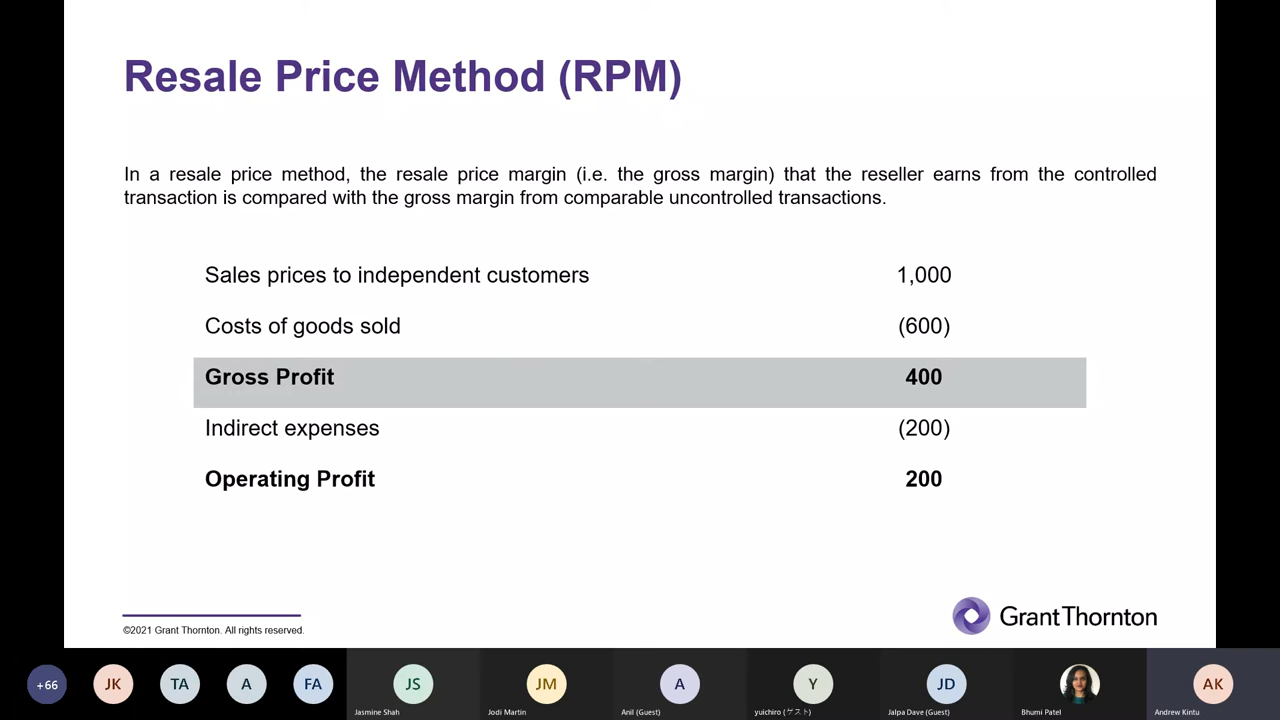 Resale Price Method (RPM)
In a resale price method, the resale price margin (i.e. the gross margin) that the reseller earns from the controlled
transaction is compared with the gross margin from comparable uncontrolled transactions.
Sales prices to independent customers 1,000
Costs of goods sold (600)
Gross Profit 400
Indirect expenses (200)
Operating Profit 200
©2021 Grant Thornton. All rights reserved.
GrantThornton
+66 JK TA A FA JS JM A Y JD AK
Jasmine Shah Jodi Martin Anil (Guest) yuichiro (ゲスト) Jalpa Dave (Guest) Bhumi Patel Andrew Kintu